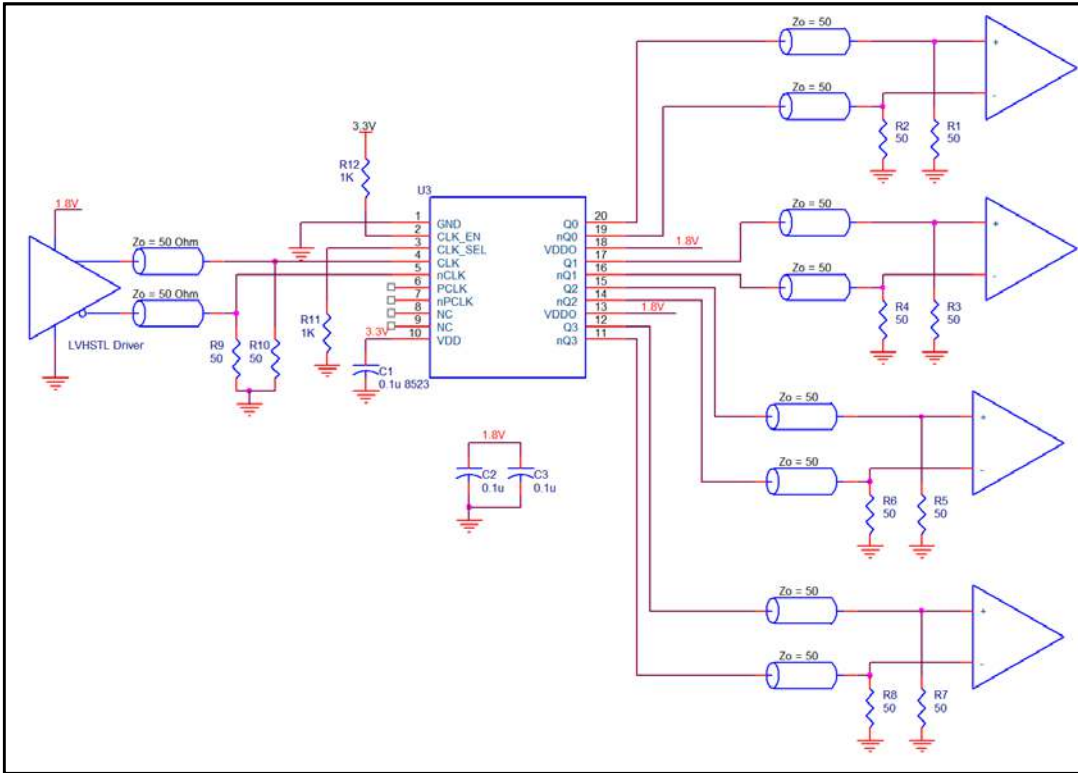 Zo = 50
+
Zo = 50
-
R2
50
R1
50
3.3V
R12
1K
U3
1.8V
Zo = 50 Ohm
Zo = 50 Ohm
LVHSTL Driver
R9
50
R10
50
R11
1K
3.3V
C1
0.1u 8523
1 GND
2 CLK_EN
3 CLK_SEL
4 CLK
5 nCLK
6 PCLK
7 nPCLK
8 NC
9 NC
10 VDD
Q0 20
nQ0 19
VDDO 18 1.8V
Q1 17
nQ1 16
Q2 15
nQ2 14
VDDO 13 1.8V
Q3 12
nQ3 11
Zo = 50
+
Zo = 50
-
R4
50
R3
50
1.8V
C2
0.1u
C3
0.1u
Zo = 50
+
Zo = 50
-
R6
50
R5
50
Zo = 50
+
Zo = 50
-
R8
50
R7
50